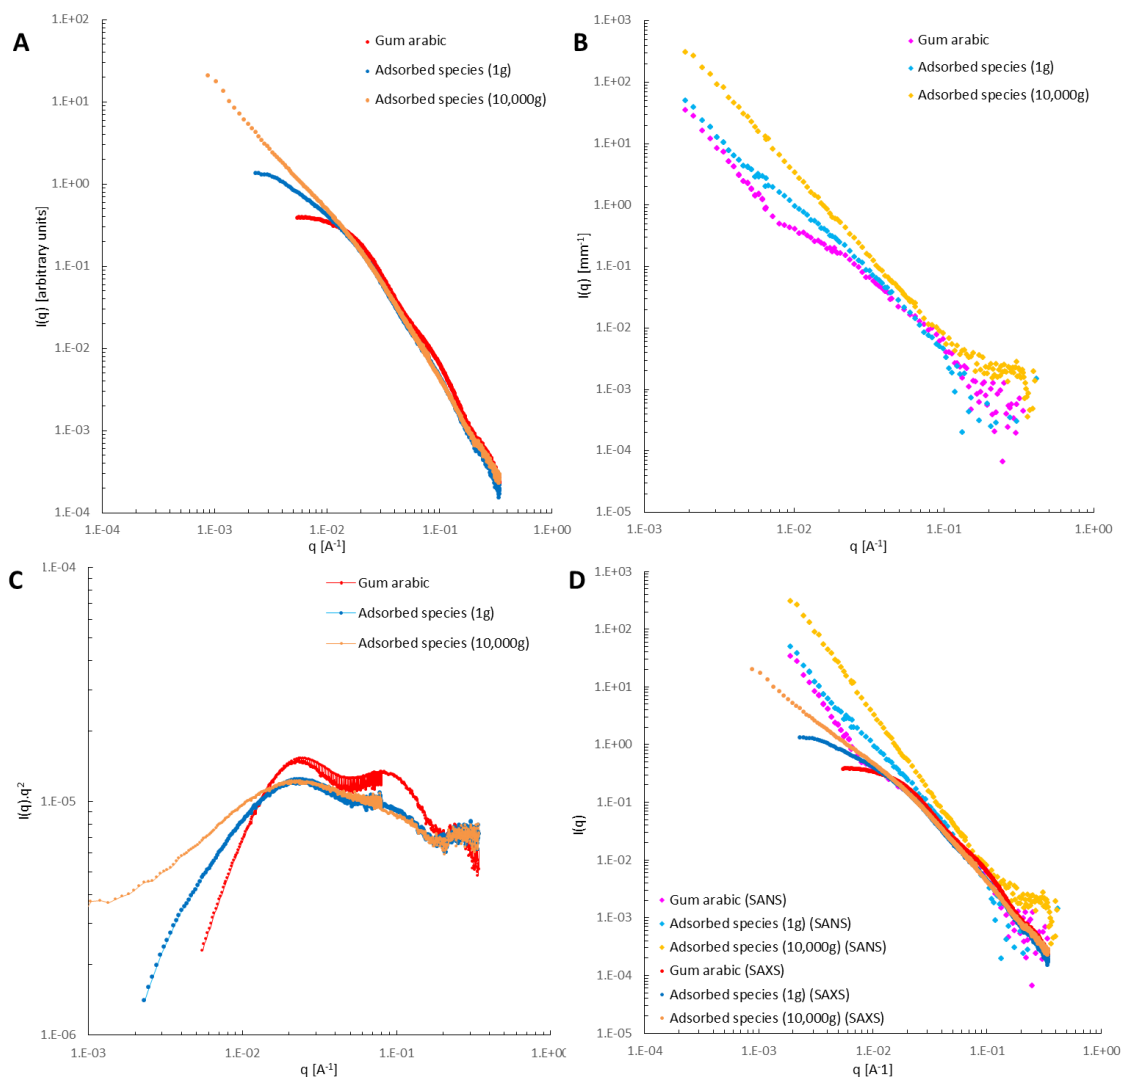 A
1.E+02
1.E+01
1.E+00
1.E-01
1.E-02
1.E-03
1.E-04
I(q) [arbitrary units]
Gum arabic
Adsorbed species (1g)
Adsorbed species (10,000g)
1.E-04 1.E-03 1.E-02 1.E-01 1.E+00
q [A⁻¹]
B
1.E+03
1.E+02
1.E+01
1.E+00
1.E-01
1.E-02
1.E-03
1.E-04
1.E-05
I(q) [mm⁻¹]
Gum arabic
Adsorbed species (1g)
Adsorbed species (10,000g)
1.E-03 1.E-02 1.E-01 1.E+00
q [A⁻¹]
C
1.E-04
1.E-05
1.E-06
I(q).q²
Gum arabic
Adsorbed species (1g)
Adsorbed species (10,000g)
1.E-03 1.E-02 1.E-01
q [A⁻¹]
D
1.E+03
1.E+02
1.E+01
1.E+00
1.E-01
1.E-02
1.E-03
1.E-04
1.E-05
I(q)
Gum arabic (SANS)
Adsorbed species (1g) (SANS)
Adsorbed species (10,000g) (SANS)
Gum arabic (SAXS)
Adsorbed species (1g) (SAXS)
Adsorbed species (10,000g) (SAXS)
1.E-04 1.E-03 1.E-02 1.E-01 1.E+00
q [A-1]